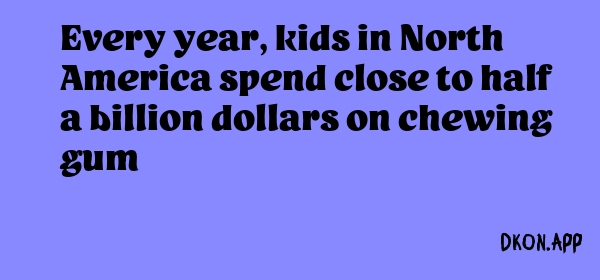 Every year, kids in North
America spend close to half
a billion dollars on chewing
gum
DKON.APP